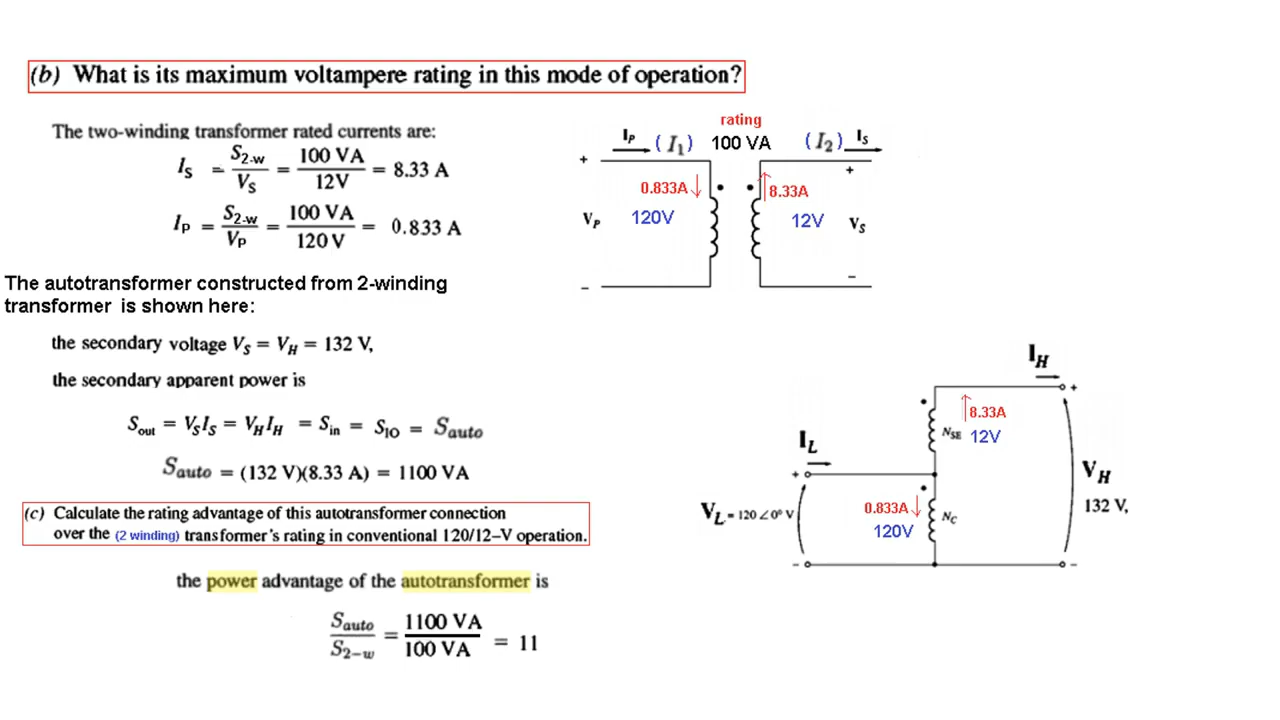 (b) What is its maximum voltampere rating in this mode of operation?
The two-winding transformer rated currents are:
I_S = S_2-w / V_S = 100 VA / 12V = 8.33 A
I_P = S_2-w / V_P = 100 VA / 120 V = 0.833 A
The autotransformer constructed from 2-winding
transformer is shown here:
the secondary voltage V_S = V_H = 132 V,
the secondary apparent power is
S_out = V_S I_S = V_H I_H = S_in = S_IO = S_auto
S_auto = (132 V)(8.33 A) = 1100 VA
(c) Calculate the rating advantage of this autotransformer connection
over the (2 winding) transformer's rating in conventional 120/12-V operation.
the power advantage of the autotransformer is
S_auto / S_2-w = 1100 VA / 100 VA = 11
rating
I_P (I_1) 100 VA (I_2) I_S
+ +
0.833A 8.33A
V_P 120V 12V V_S
- -
I_H
+
8.33A
I_L N_SE 12V
+
V_H
0.833A
V_L = 120∠0° V N_C 132 V,
120V
- -